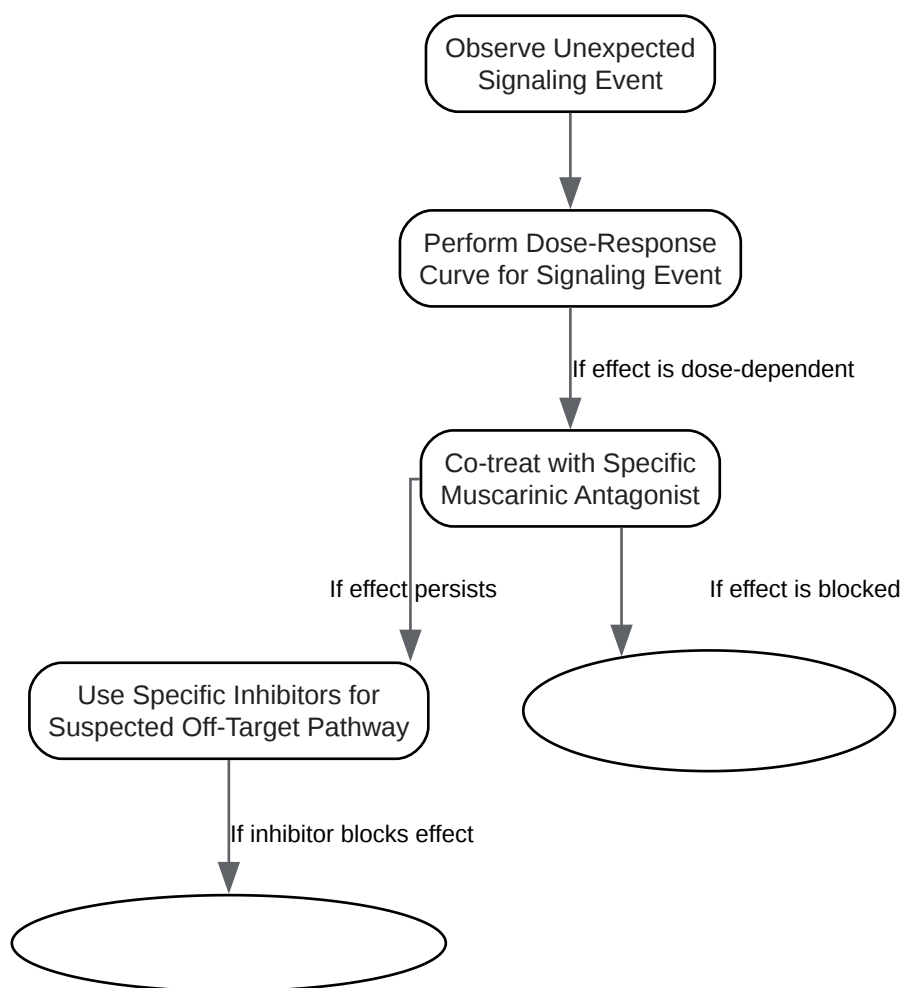 Observe Unexpected
Signaling Event
Perform Dose-Response
Curve for Signaling Event
If effect is dose-dependent
Co-treat with Specific
Muscarinic Antagonist
If effect persists
If effect is blocked
Use Specific Inhibitors for
Suspected Off-Target Pathway
If inhibitor blocks effect